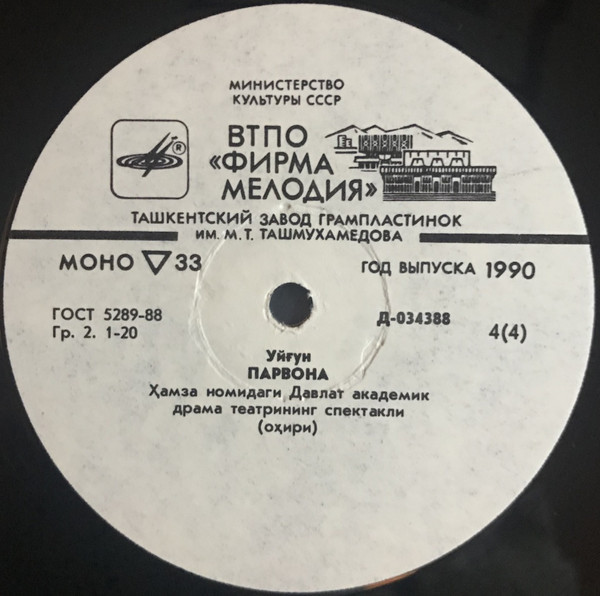 МИНИСТЕРСТВО
КУЛЬТУРЫ СССР
®
ВТПО
«ФИРМА
МЕЛОДИЯ»
ТАШКЕНТСКИЙ ЗАВОД ГРАМПЛАСТИНОК
ИМ. М. Т. ТАШМУХАМЕДОВА
МОНО ▽ 33
ГОД ВЫПУСКА 1990
ГОСТ 5289-88
Гр. 2. 1-20
Д-034388
4(4)
Уйғун
ПАРВОНА
Ҳамза номидаги Давлат академик
драма театрининг спектакли
(охири)